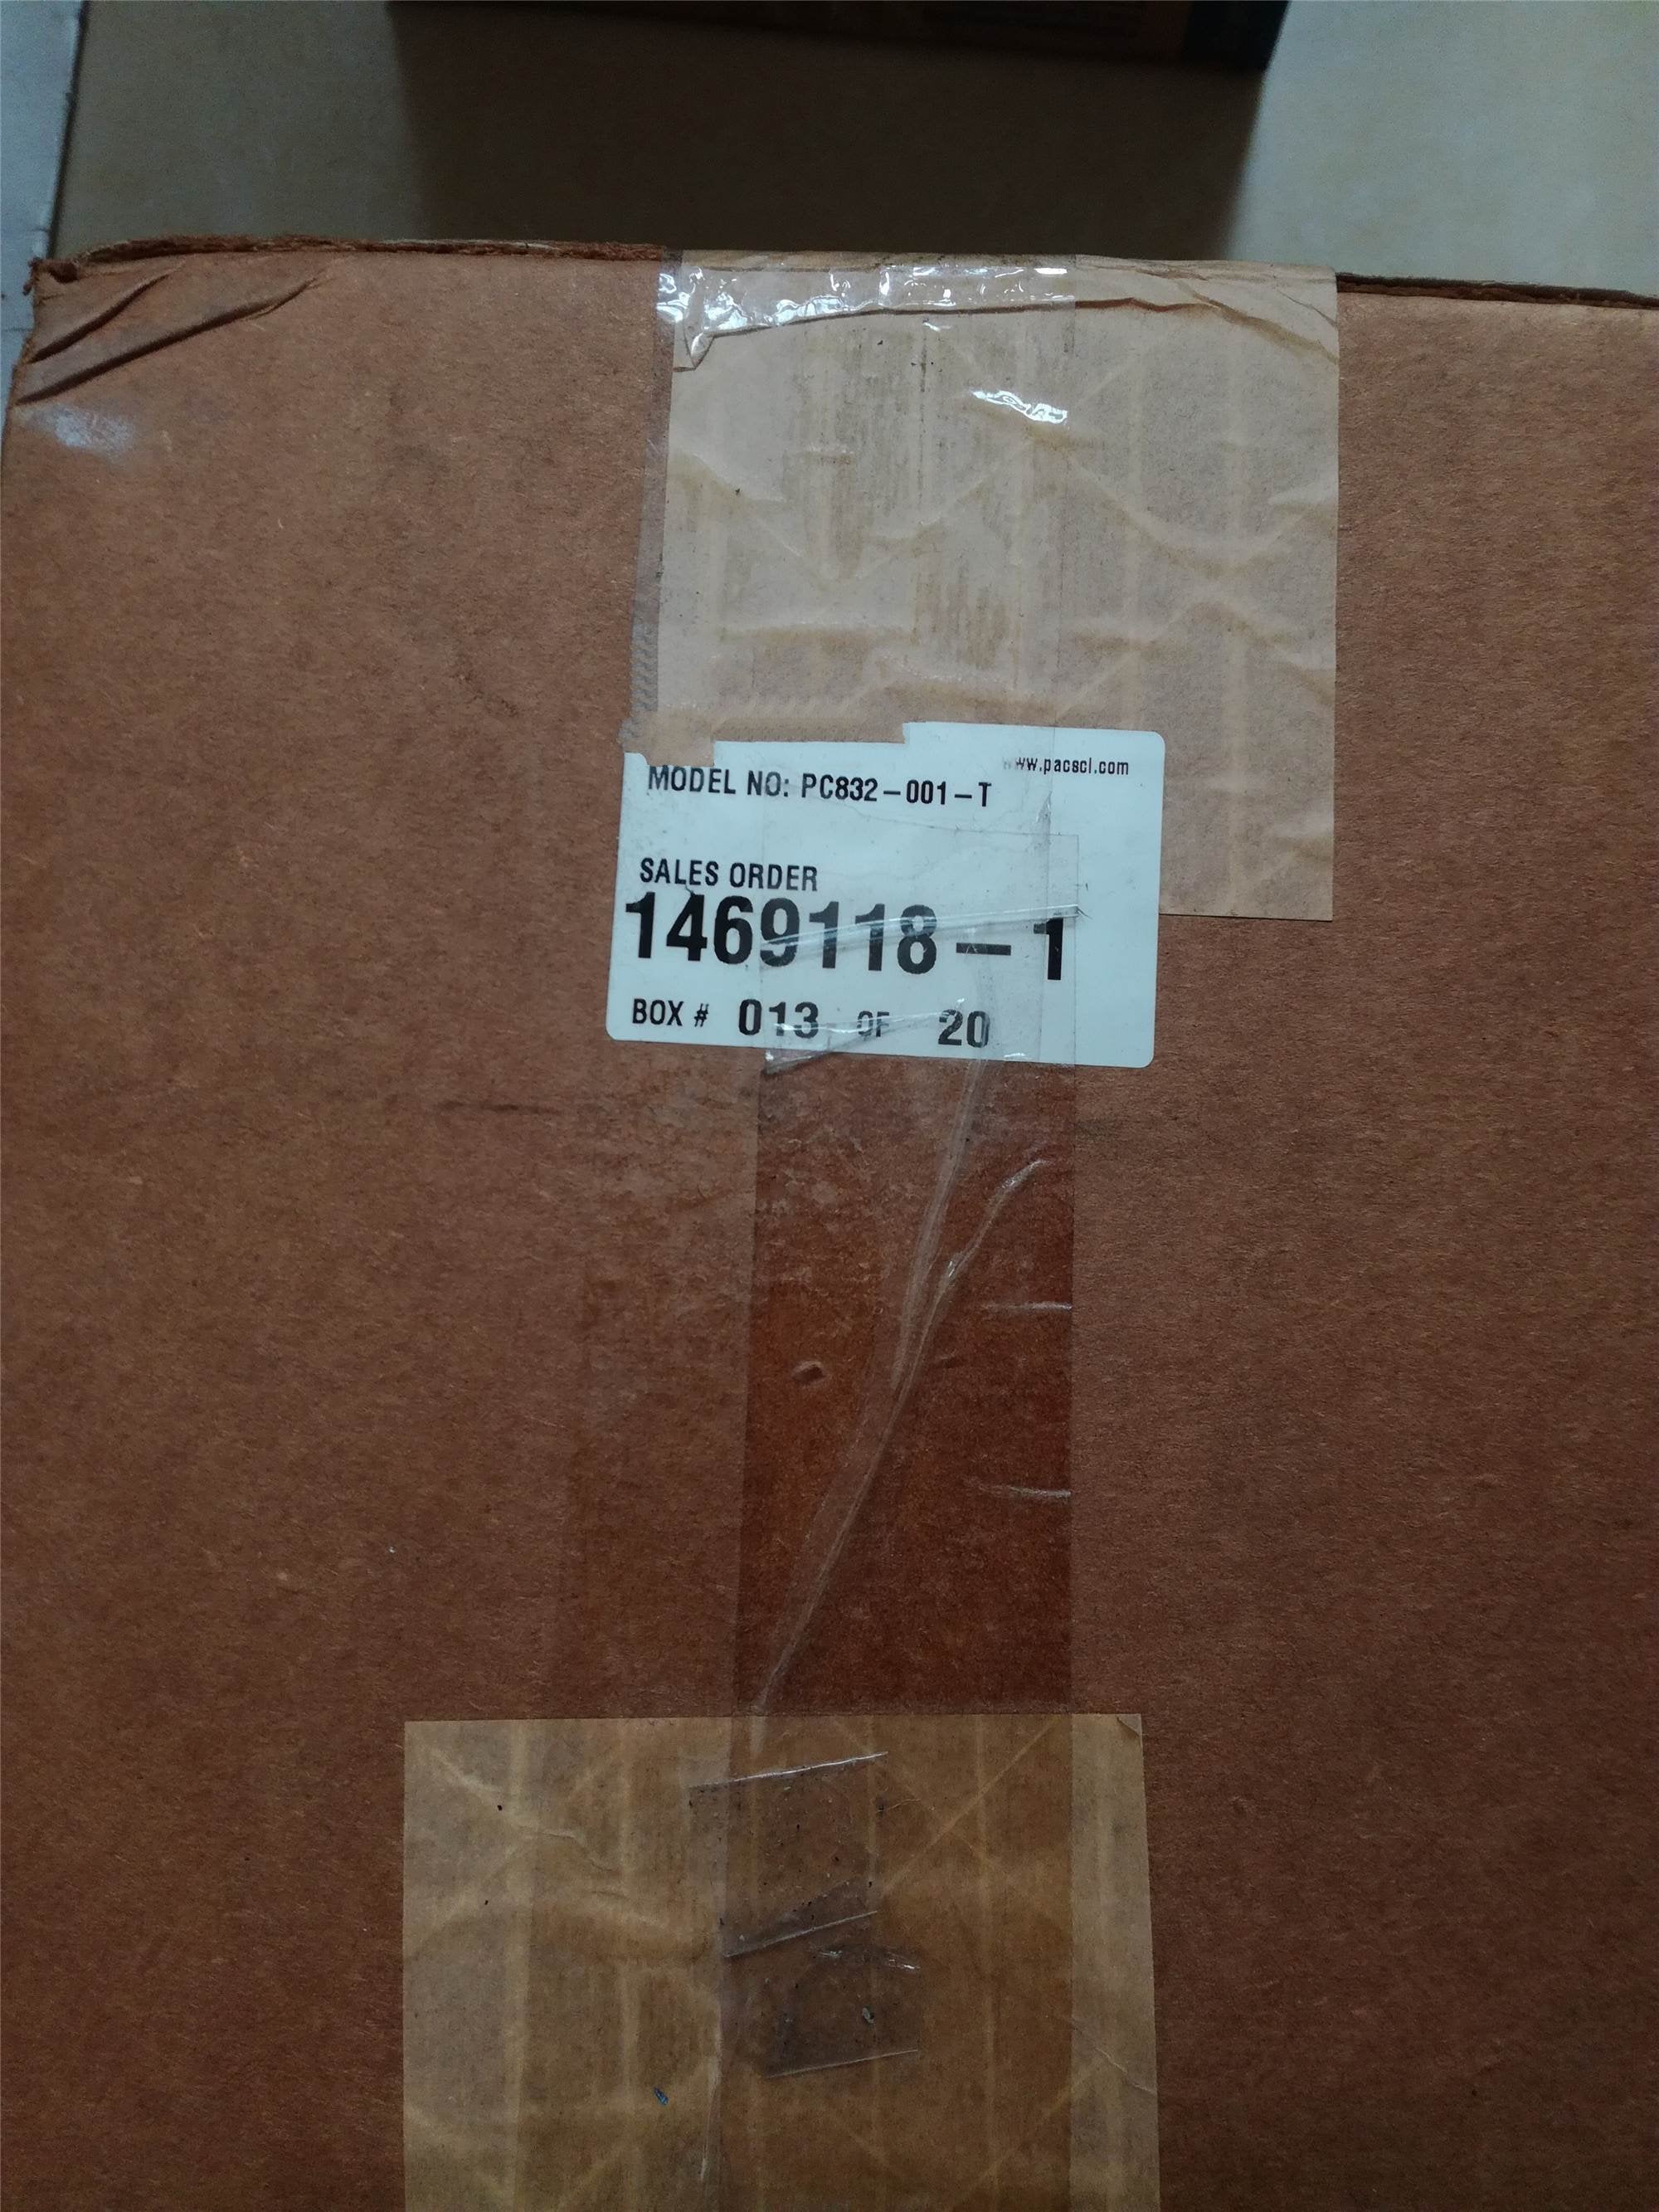 www.pacscl.com
MODEL NO: PC832-001-T
SALES ORDER
1469118-1
BOX # 013 OF 20